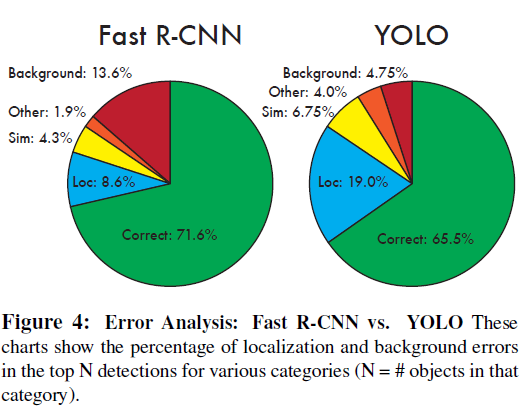 Fast R-CNN
Background: 13.6%
Other: 1.9%
Sim: 4.3%
Loc: 8.6%
Correct: 71.6%
YOLO
Background: 4.75%
Other: 4.0%
Sim: 6.75%
Loc: 19.0%
Correct: 65.5%
Figure 4: Error Analysis: Fast R-CNN vs. YOLO These
charts show the percentage of localization and background errors
in the top N detections for various categories (N = # objects in that
category).